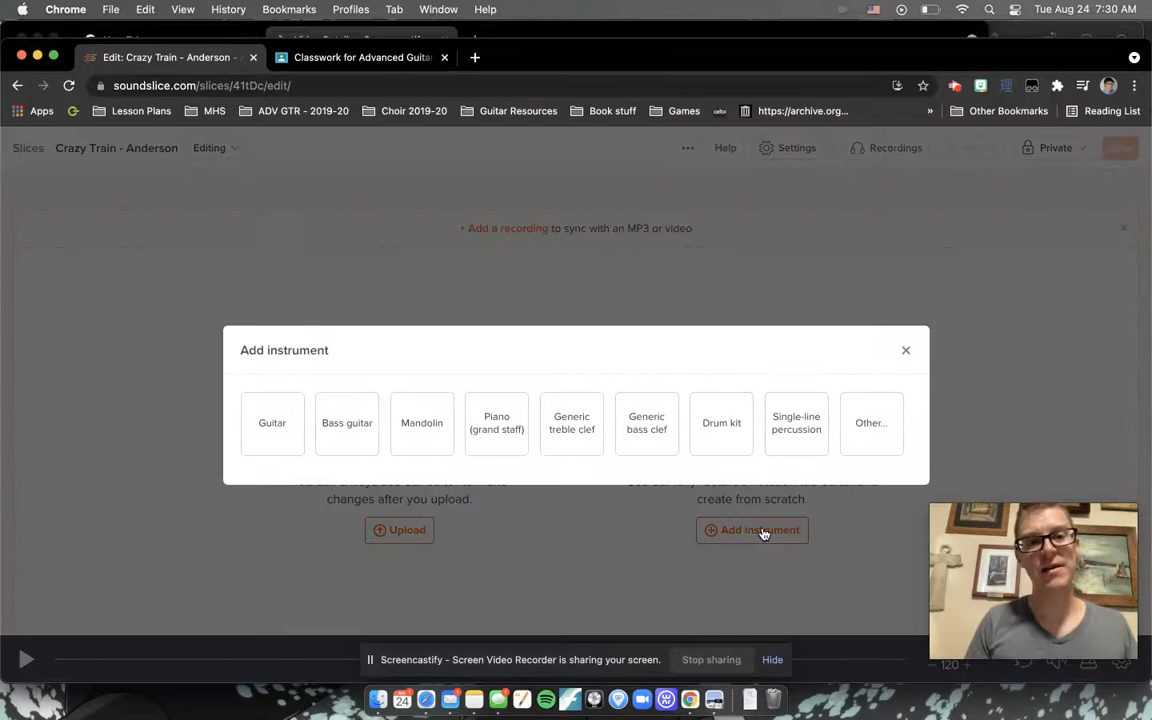 Chrome File Edit View History Bookmarks Profiles Tab Window Help Tue Aug 24 7:30 AM
Edit: Crazy Train - Anderson - Classwork for Advanced Guita
soundslice.com/slices/41tDc/edit/
Apps Lesson Plans MHS ADV GTR - 2019-20 Choir 2019-20 Guitar Resources Book stuff Games celtx https://archive.org... » Other Bookmarks Reading List
Slices Crazy Train - Anderson Editing ••• Help Settings Recordings Private Save
+ Add a recording to sync with an MP3 or video
Add instrument
Guitar
Bass guitar
Mandolin
Piano
(grand staff)
Generic
treble clef
Generic
bass clef
Drum kit
Single-line
percussion
Other...
changes after you upload.
create from scratch.
Upload
Add instrument
Screencastify - Screen Video Recorder is sharing your screen. Stop sharing Hide
− 120 +
24